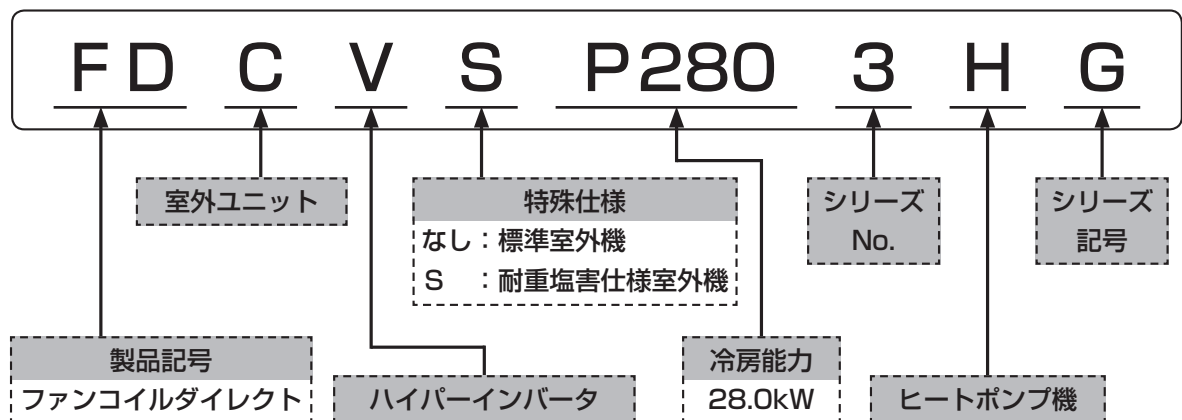 FD C V S P280 3 H G
室外ユニット
特殊仕様
なし：標準室外機
S ：耐重塩害仕様室外機
シリーズ
No.
シリーズ
記号
製品記号
ファンコイルダイレクト
ハイパーインバータ
冷房能力
28.0kW
ヒートポンプ機